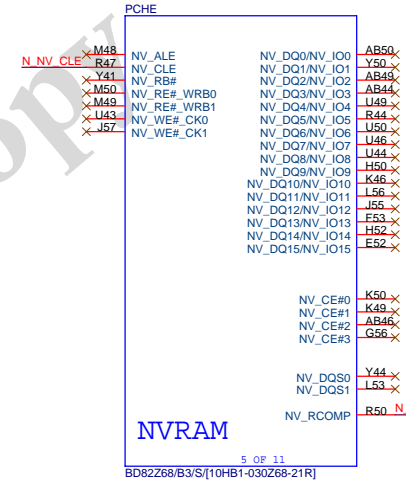 PCHE
M48 NV_ALE NV_DQ0/NV_IO0 AB50
N_NV_CLE R47 NV_CLE NV_DQ1/NV_IO1 Y50
Y41 NV_RB# NV_DQ2/NV_IO2 AB49
M50 NV_RE#_WRB0 NV_DQ3/NV_IO3 AB44
M49 NV_RE#_WRB1 NV_DQ4/NV_IO4 U49
U43 NV_WE#_CK0 NV_DQ5/NV_IO5 R44
J57 NV_WE#_CK1 NV_DQ6/NV_IO6 U50
NV_DQ7/NV_IO7 U46
NV_DQ8/NV_IO8 U44
NV_DQ9/NV_IO9 H50
NV_DQ10/NV_IO10 K46
NV_DQ11/NV_IO11 L56
NV_DQ12/NV_IO12 J55
NV_DQ13/NV_IO13 F53
NV_DQ14/NV_IO14 H52
NV_DQ15/NV_IO15 E52
NV_CE#0 K50
NV_CE#1 K49
NV_CE#2 AB46
NV_CE#3 G56
NV_DQS0 Y44
NV_DQS1 L53
NV_RCOMP R50 N
NVRAM
5 OF 11
BD82Z68/B3/S/[10HB1-030Z68-21R]
opy